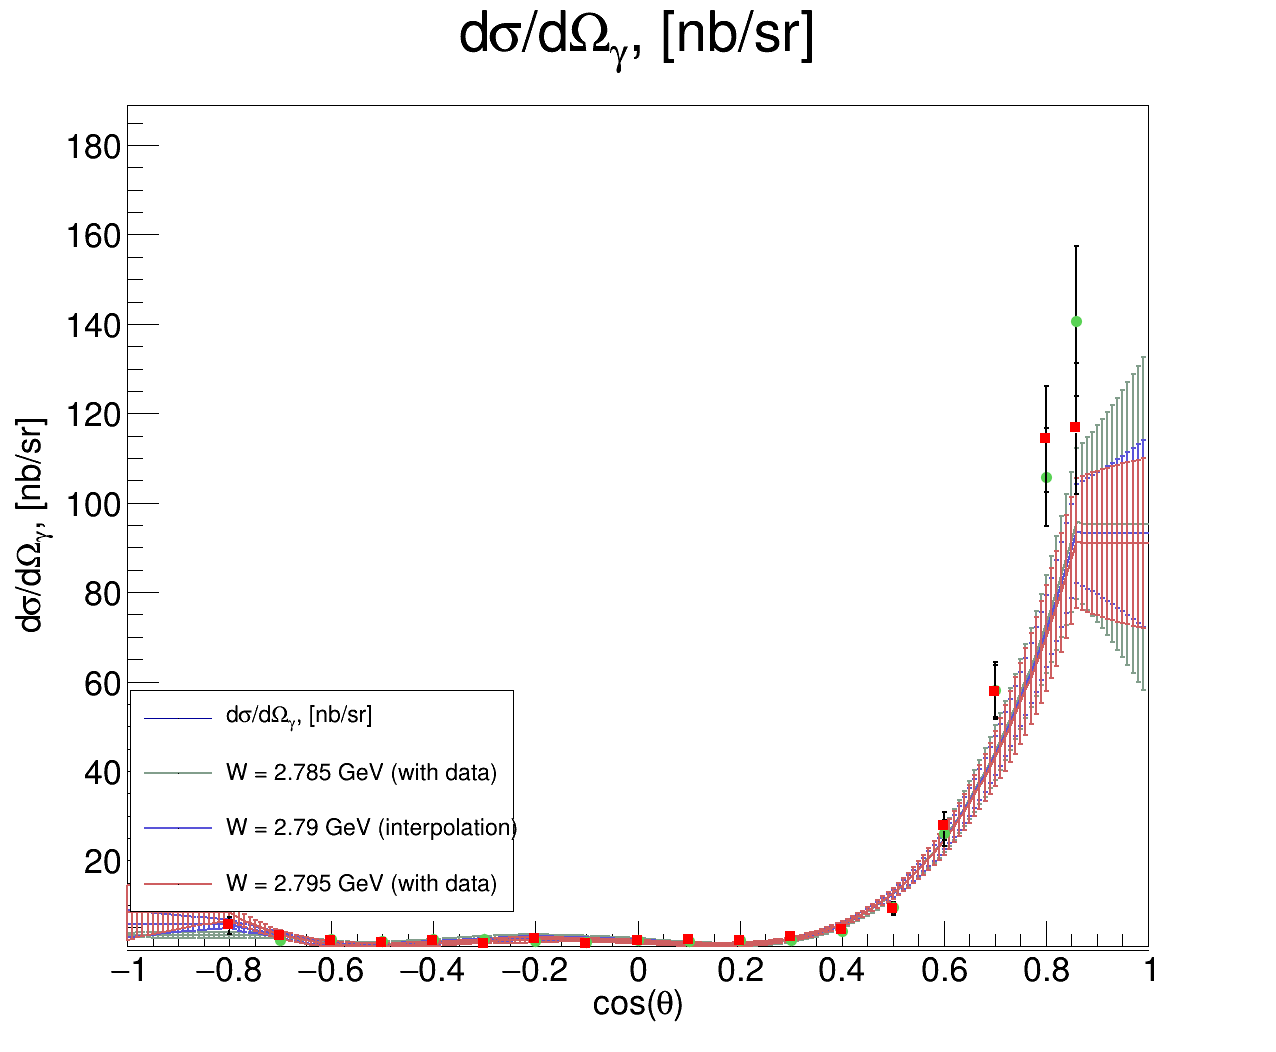 dσ/dΩγ, [nb/sr]
dσ/dΩγ, [nb/sr]
180
160
140
120
100
80
60
40
20
dσ/dΩγ, [nb/sr]
W = 2.785 GeV (with data)
W = 2.79 GeV (interpolation)
W = 2.795 GeV (with data)
−1 −0.8 −0.6 −0.4 −0.2 0 0.2 0.4 0.6 0.8 1
cos(θ)